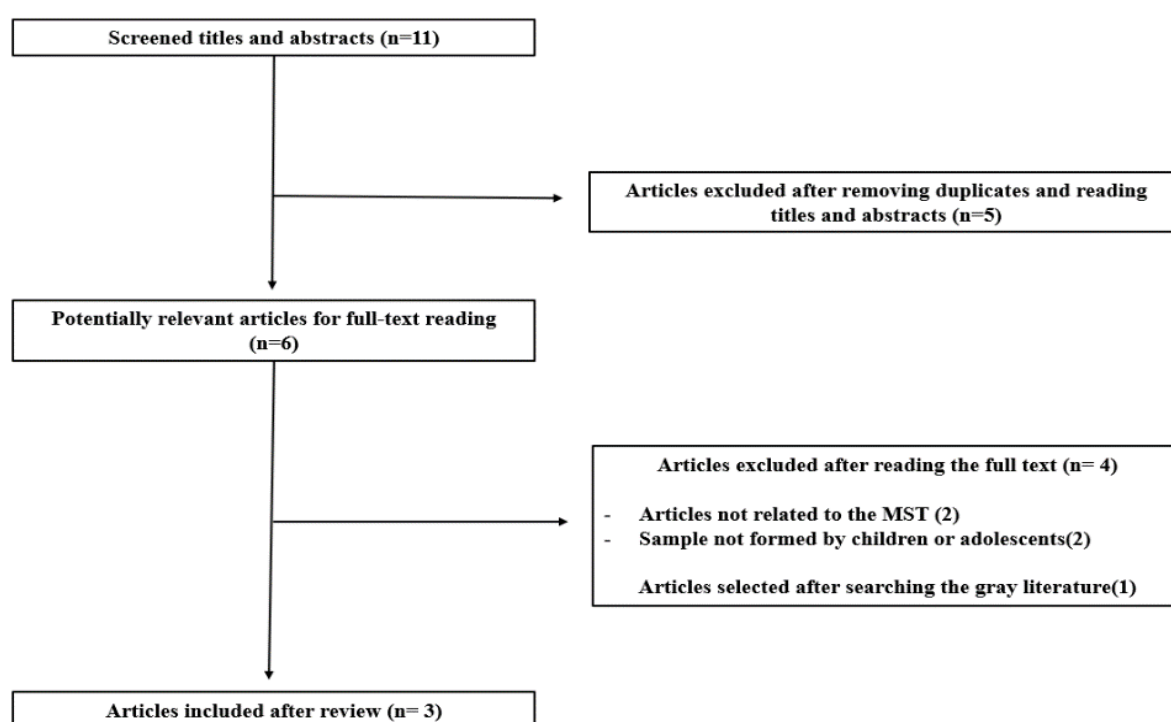 Screened titles and abstracts (n=11)
Articles excluded after removing duplicates and reading
titles and abstracts (n=5)
Potentially relevant articles for full-text reading
(n=6)
Articles excluded after reading the full text (n= 4)
- Articles not related to the MST (2)
- Sample not formed by children or adolescents(2)
Articles selected after searching the gray literature(1)
Articles included after review (n= 3)